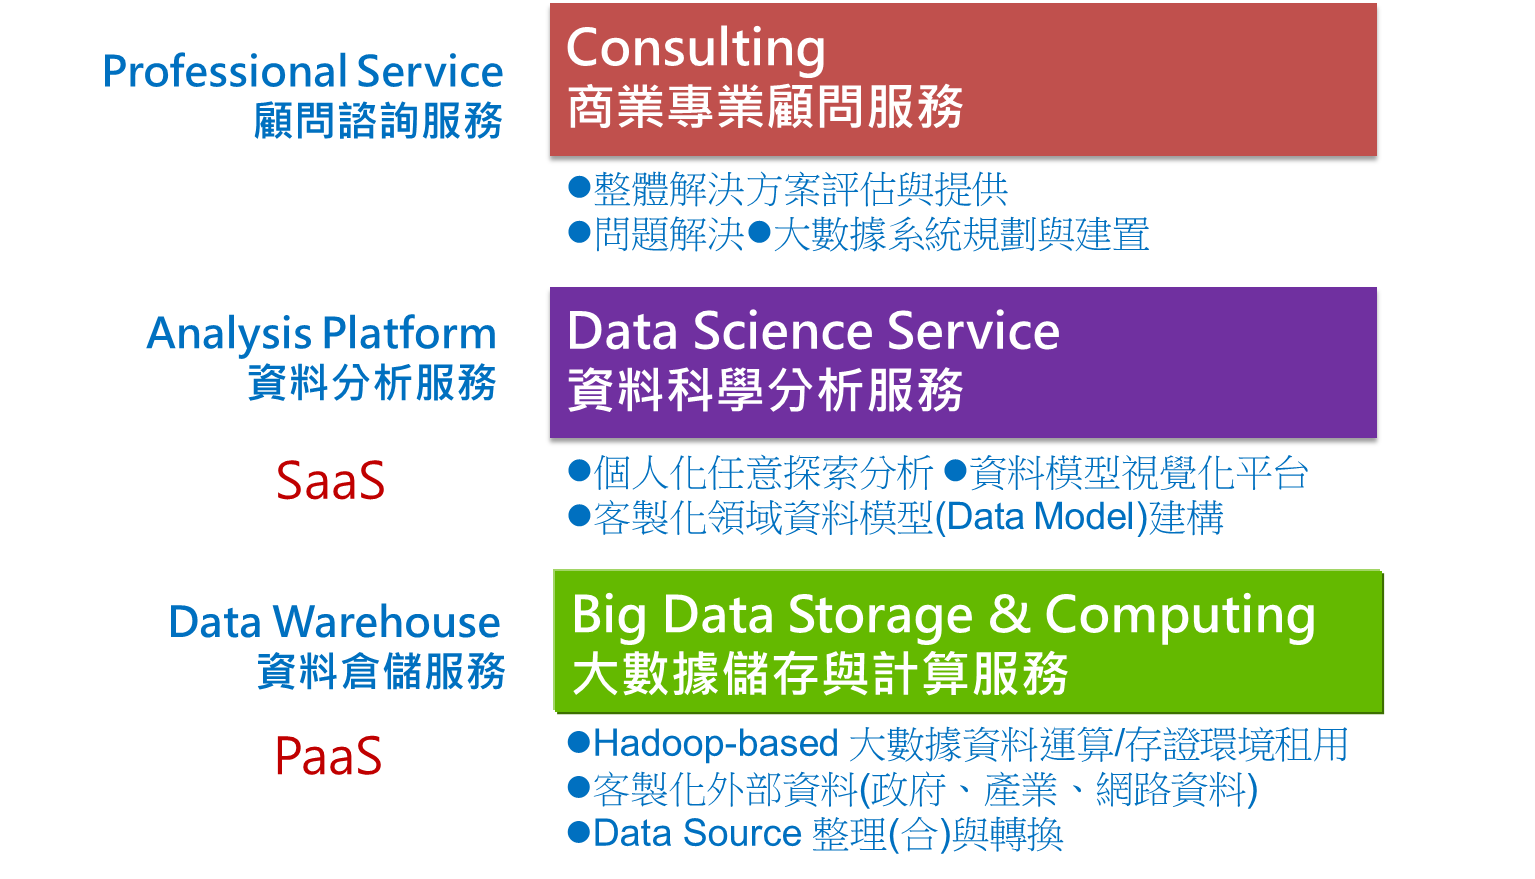 Professional Service
顧問諮詢服務
Consulting
商業專業顧問服務
●整體解決方案評估與提供
●問題解決●大數據系統規劃與建置
Analysis Platform
資料分析服務
SaaS
Data Science Service
資料科學分析服務
●個人化任意探索分析 ●資料模型視覺化平台
●客製化領域資料模型(Data Model)建構
Data Warehouse
資料倉儲服務
PaaS
Big Data Storage & Computing
大數據儲存與計算服務
●Hadoop-based 大數據資料運算/存證環境租用
●客製化外部資料(政府、產業、網路資料)
●Data Source 整理(合)與轉換